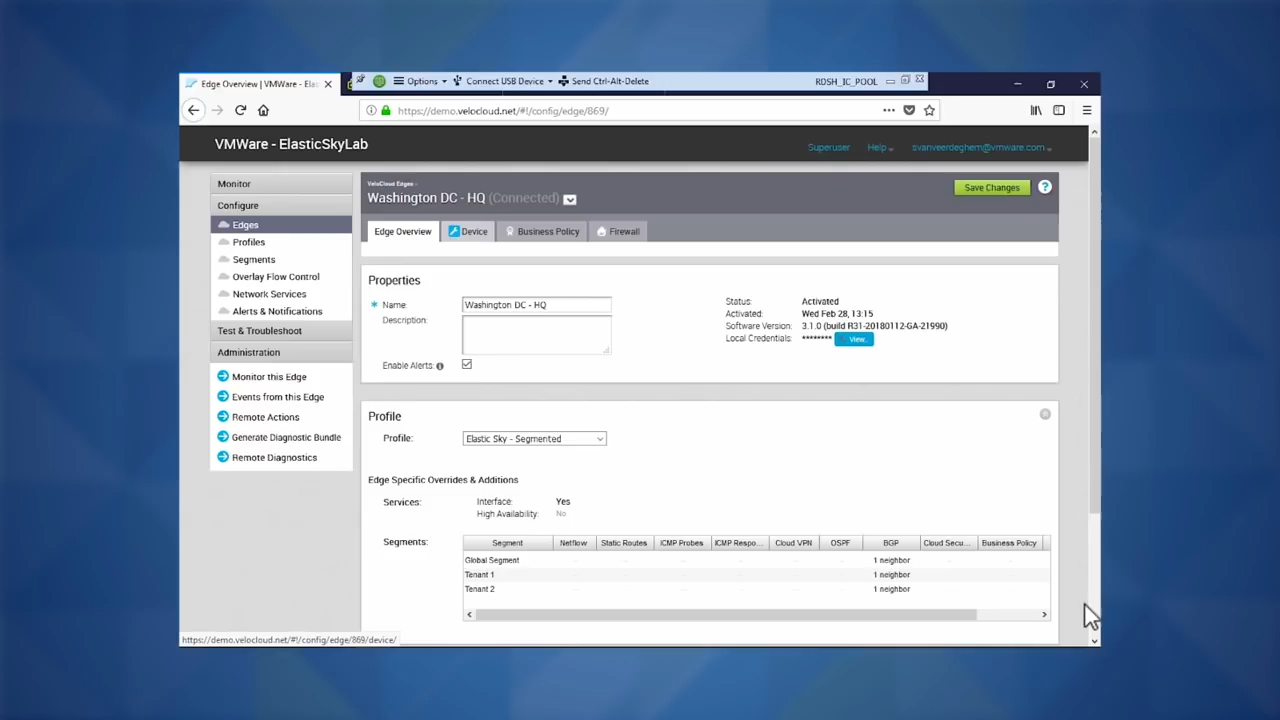 Edge Overview | VMWare - Elas
Options
Connect USB Device
Send Ctrl-Alt-Delete
RDSH_IC_POOL
https://demo.velocloud.net/#!/config/edge/869/
VMWare - ElasticSkyLab
Superuser
Help
svanveerdeghem@vmware.com
Monitor
Configure
Edges
Profiles
Segments
Overlay Flow Control
Network Services
Alerts & Notifications
Test & Troubleshoot
Administration
Monitor this Edge
Events from this Edge
Remote Actions
Generate Diagnostic Bundle
Remote Diagnostics
VeloCloud Edges
Washington DC - HQ (Connected)
Save Changes
?
Edge Overview
Device
Business Policy
Firewall
Properties
* Name: Washington DC - HQ
Description:
Enable Alerts:
Status: Activated
Activated: Wed Feb 28, 13:15
Software Version: 3.1.0 (build R31-20180112-GA-21990)
Local Credentials: ******** View..
Profile
Profile: Elastic Sky - Segmented
Edge Specific Overrides & Additions
Services: Interface: Yes
High Availability: No
Segments:
Segment Netflow Static Routes ICMP Probes ICMP Respo... Cloud VPN OSPF BGP Cloud Secu... Business Policy
Global Segment 1 neighbor
Tenant 1 1 neighbor
Tenant 2 1 neighbor
https://demo.velocloud.net/#!/config/edge/869/device/